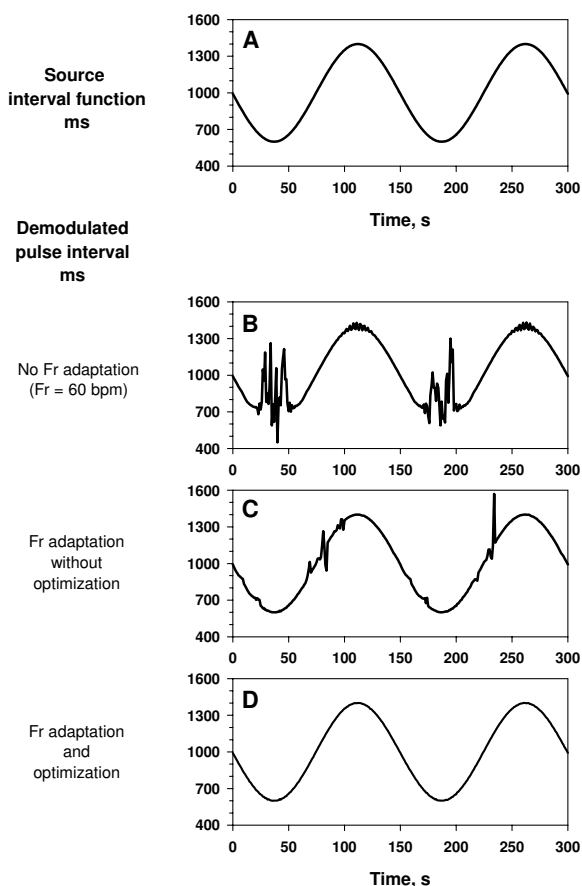 Source
interval function
ms
A
1600
1300
1000
700
400
0 50 100 150 200 250 300
Time, s
Demodulated
pulse interval
ms
No Fr adaptation
(Fr = 60 bpm)
B
1600
1300
1000
700
400
0 50 100 150 200 250 300
Fr adaptation
without
optimization
C
1600
1300
1000
700
400
0 50 100 150 200 250 300
Fr adaptation
and
optimization
D
1600
1300
1000
700
400
0 50 100 150 200 250 300
Time, s